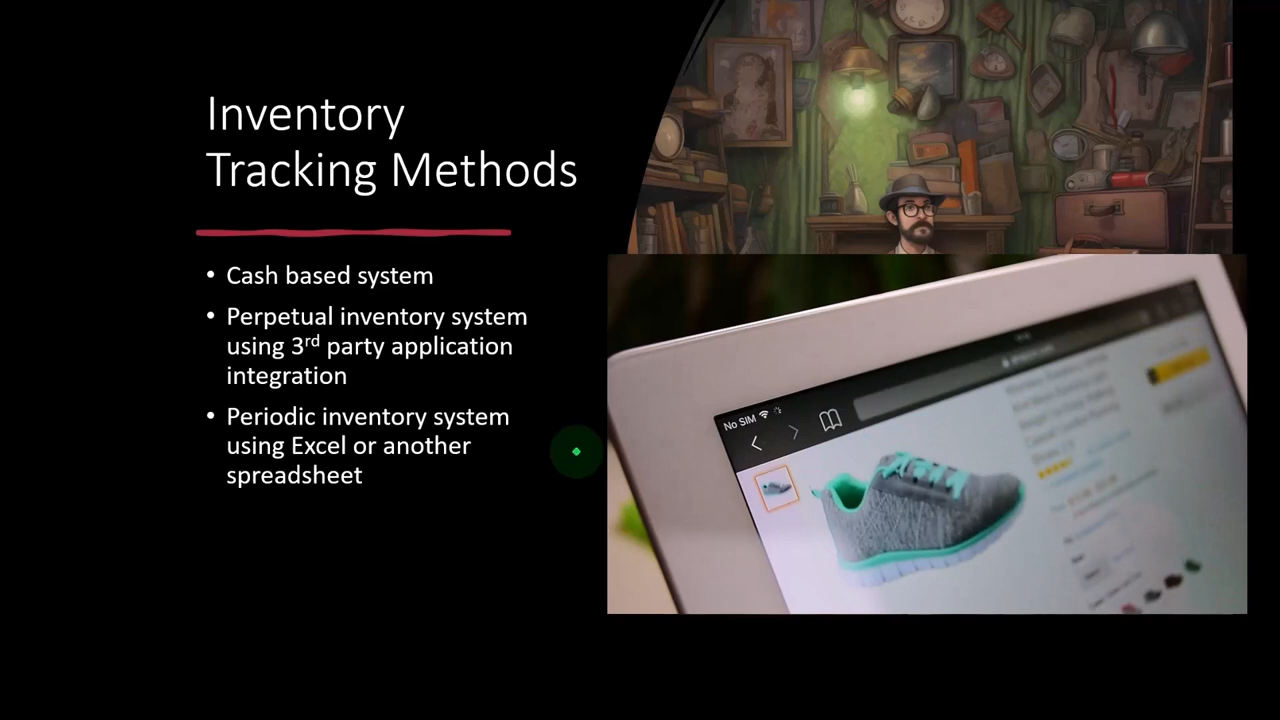 Inventory
Tracking Methods
• Cash based system
• Perpetual inventory system
using 3rd party application
integration
• Periodic inventory system
using Excel or another
spreadsheet
No SIM